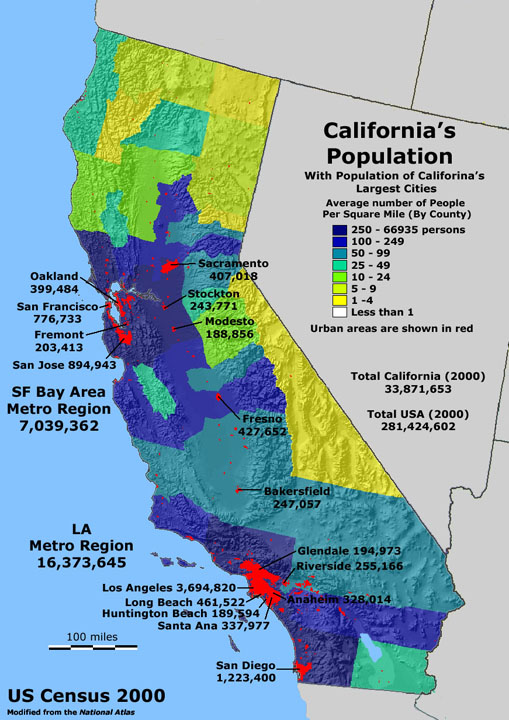 California's
Population
With Population of Califorina's
Largest Cities
Average number of People
Per Square Mile (By County)
250 - 66935 persons
100 - 249
50 - 99
25 - 49
10 - 24
5 - 9
1 -4
Less than 1
Urban areas are shown in red
Sacramento
407,018
Oakland
399,484
Stockton
243,771
San Francisco
776,733
Modesto
188,856
Fremont
203,413
San Jose 894,943
Total California (2000)
33,871,653
Total USA (2000)
281,424,602
SF Bay Area
Metro Region
7,039,362
Fresno
427,652
Bakersfield
247,057
LA
Metro Region
16,373,645
Glendale 194,973
Riverside 255,166
Los Angeles 3,694,820
Long Beach 461,522
Anaheim 328,014
Huntington Beach 189,594
Santa Ana 337,977
100 miles
San Diego
1,223,400
US Census 2000
Modified from the National Atlas